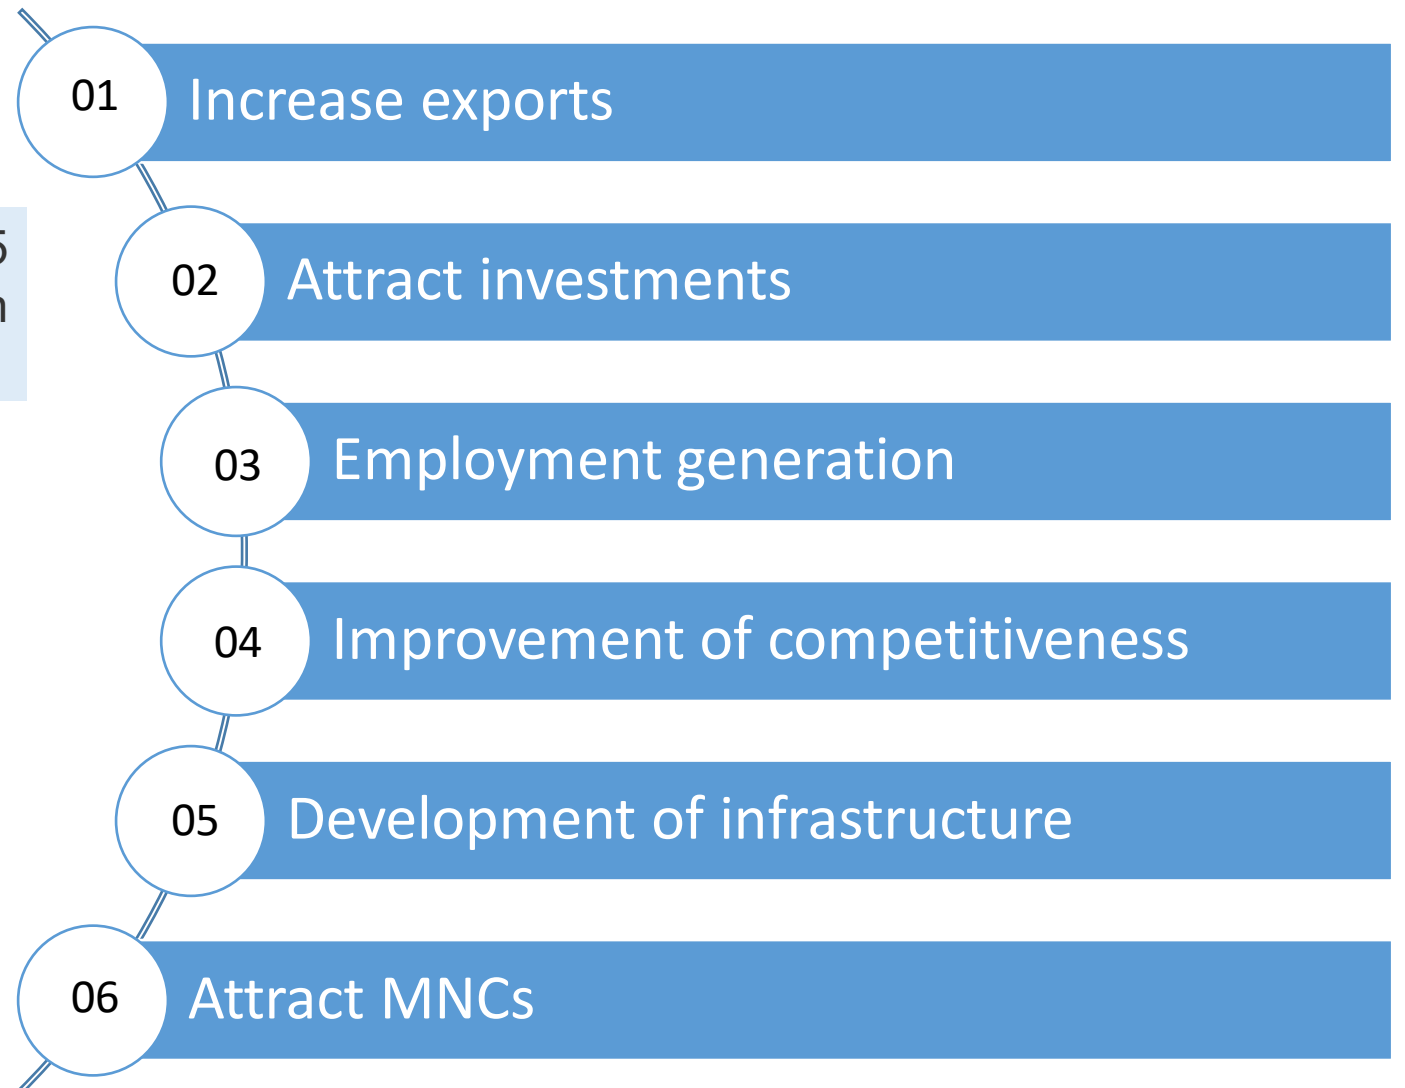 01 Increase exports
5
02 Attract investments
03 Employment generation
04 Improvement of competitiveness
05 Development of infrastructure
06 Attract MNCs